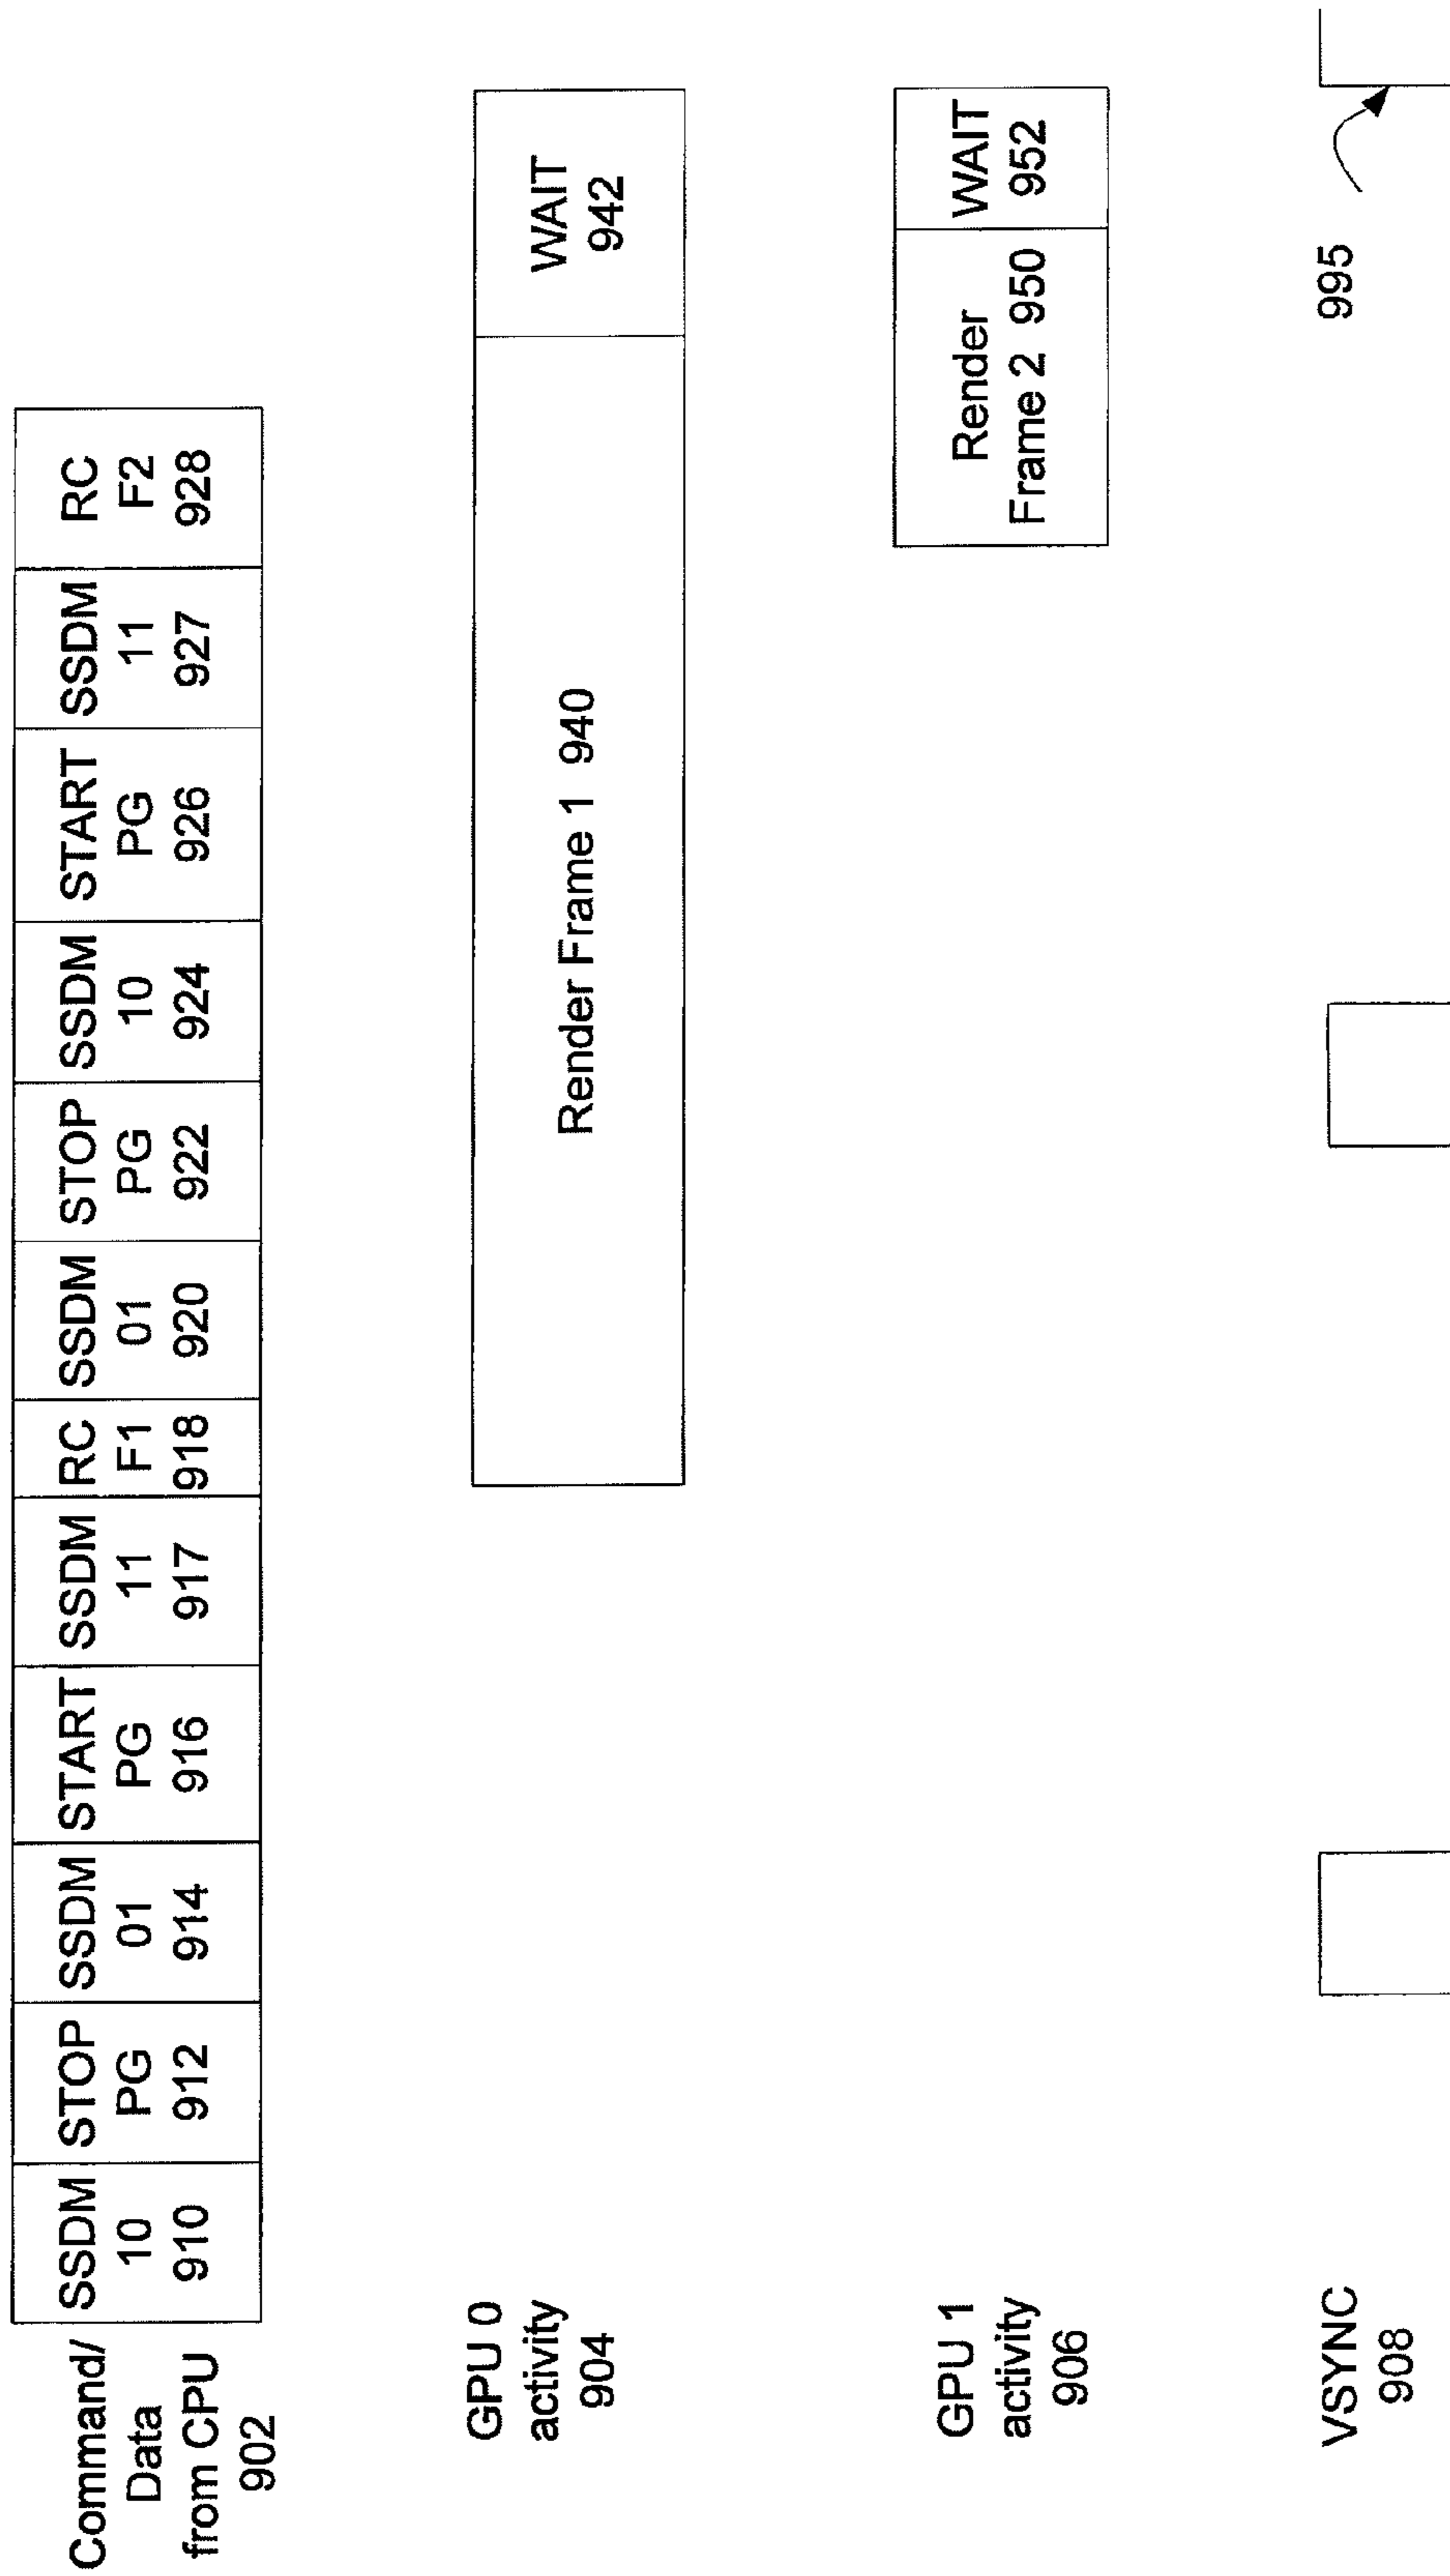 Command/
Data
from CPU
902
SSDM
10
910
STOP
PG
912
SSDM
01
914
START
PG
916
SSDM
11
917
RC
F1
918
SSDM
01
920
STOP
PG
922
SSDM
10
924
START
PG
926
SSDM
11
927
RC
F2
928
GPU 0
activity
904
Render Frame 1 940
WAIT
942
GPU 1
activity
906
Render
Frame 2 950
WAIT
952
VSYNC
908
995